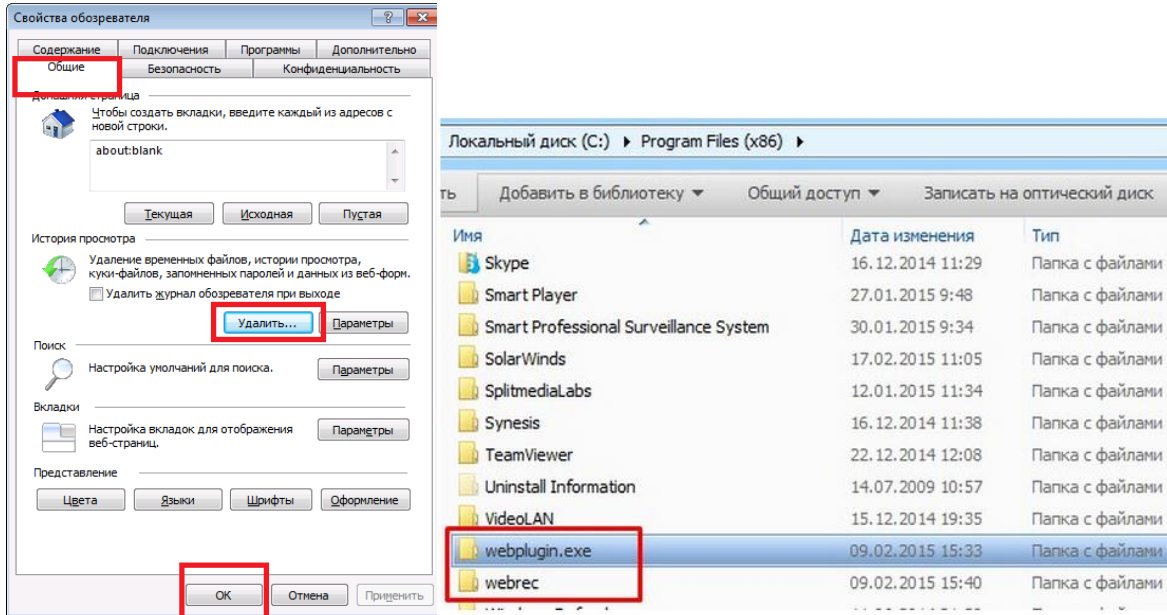 Свойства обозревателя
Содержание Подключения Программы Дополнительно
Общие Безопасность Конфиденциальность
Домашняя страница
Чтобы создать вкладки, введите каждый из адресов с
новой строки.
about:blank
Текущая Исходная Пустая
История просмотра
Удаление временных файлов, истории просмотра,
куки-файлов, запомненных паролей и данных из веб-форм.
Удалить журнал обозревателя при выходе
Удалить... Параметры
Поиск
Настройка умолчаний для поиска. Параметры
Вкладки
Настройка вкладок для отображения
веб-страниц.
Параметры
Представление
Цвета Языки Шрифты Оформление
ОК Отмена Применить
Локальный диск (C:) Program Files (x86)
ть Добавить в библиотеку Общий доступ Записать на оптический диск
Имя Дата изменения Тип
Skype 16.12.2014 11:29 Папка с файлами
Smart Player 27.01.2015 9:48 Папка с файлами
Smart Professional Surveillance System 30.01.2015 9:34 Папка с файлами
SolarWinds 17.02.2015 11:05 Папка с файлами
SplitmediaLabs 12.01.2015 11:34 Папка с файлами
Synesis 16.12.2014 11:38 Папка с файлами
TeamViewer 22.12.2014 12:08 Папка с файлами
Uninstall Information 14.07.2009 10:57 Папка с файлами
VideoLAN 15.12.2014 19:35 Папка с файлами
webplugin.exe 09.02.2015 15:33 Папка с файлами
webrec 09.02.2015 15:40 Папка с файлами